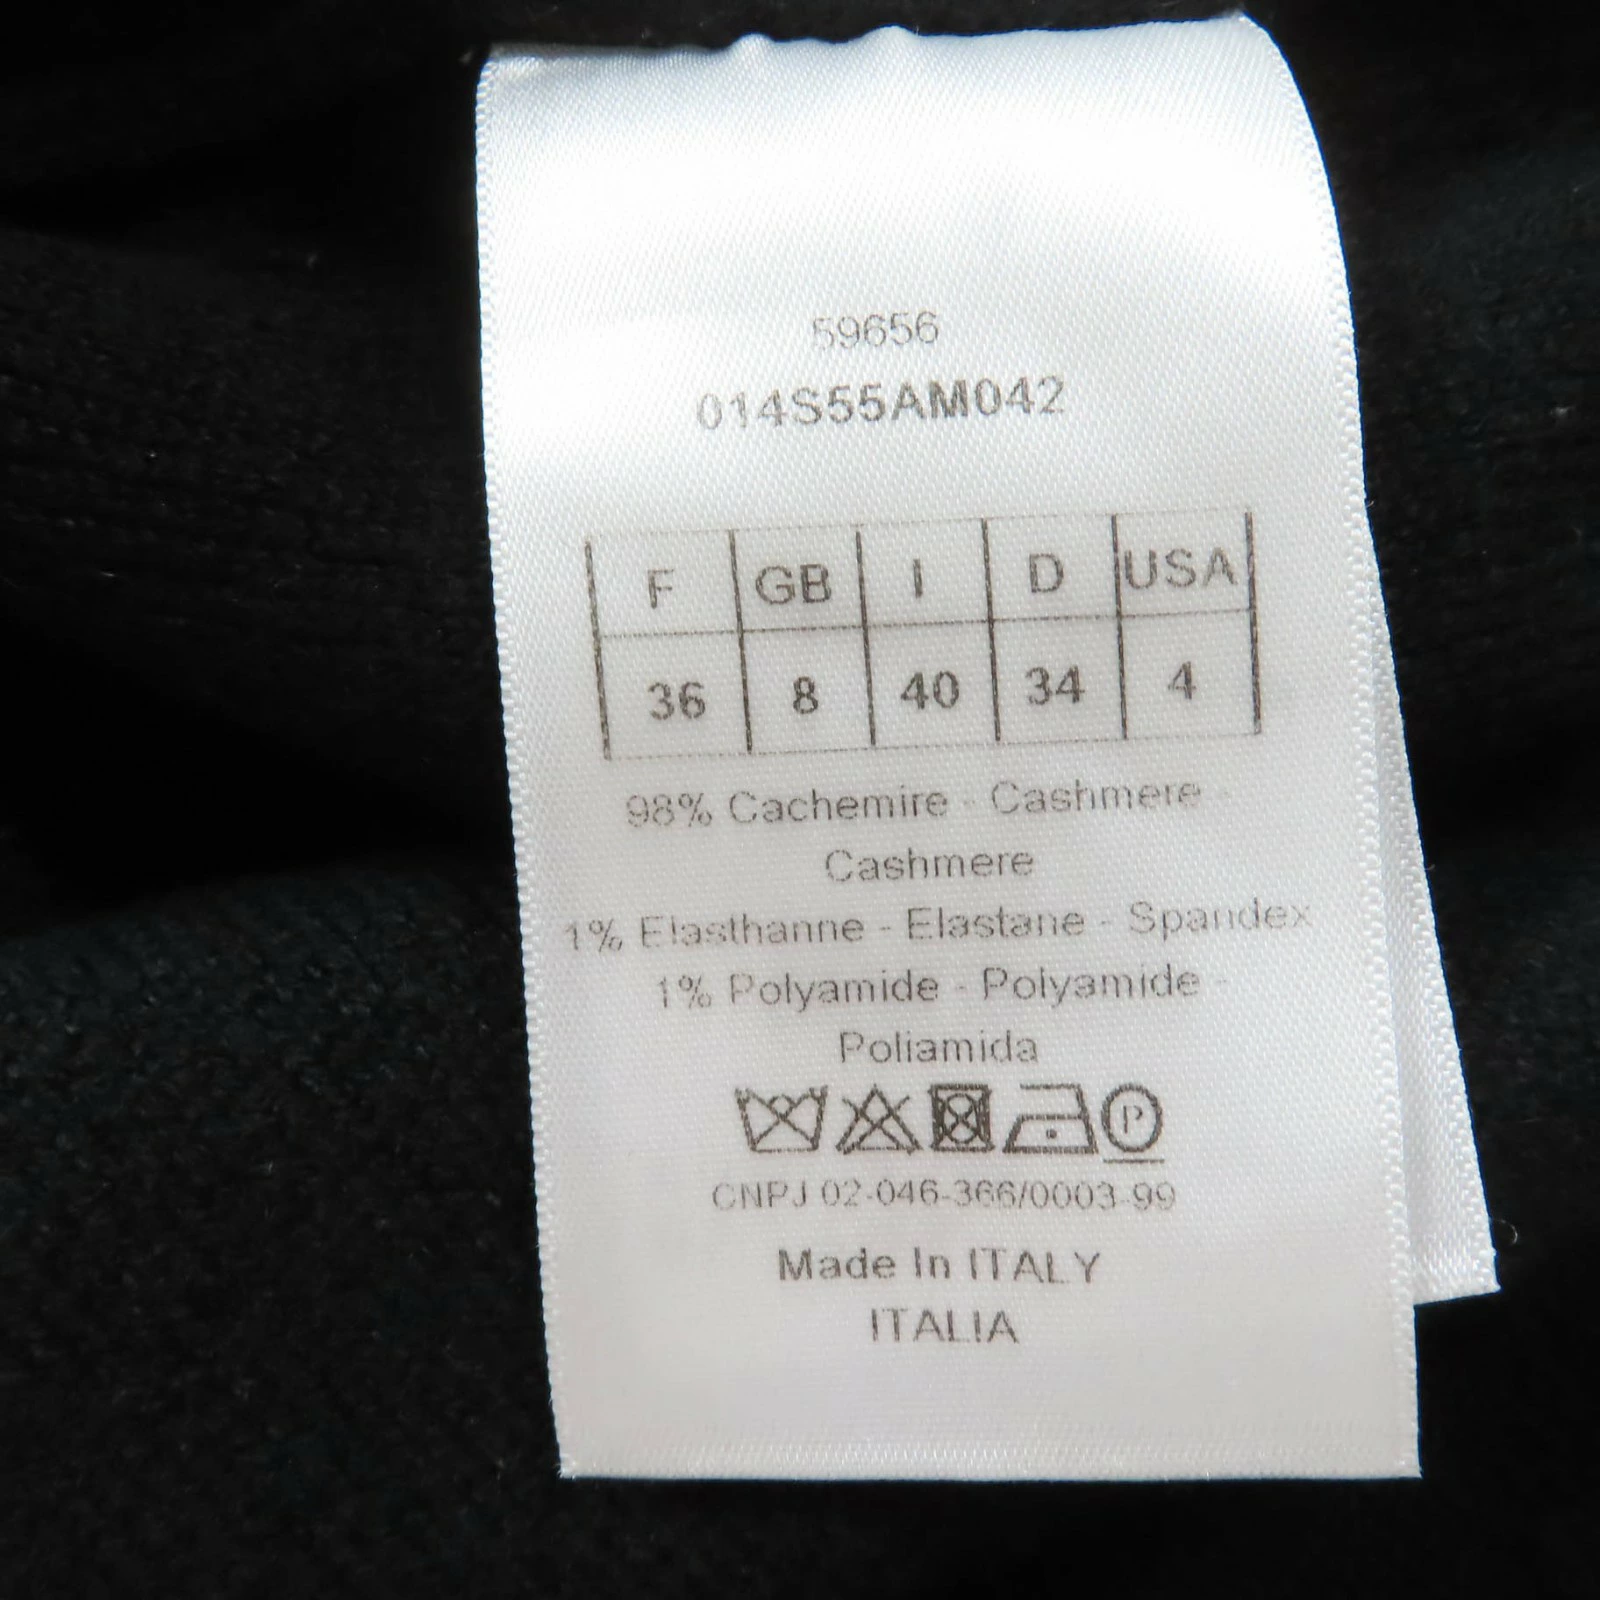 59656
014S55AM042
F GB I D USA
36 8 40 34 4
98% Cachemire - Cashmere -
Cashmere
1% Elasthanne - Elastane - Spandex
1% Polyamide - Polyamide -
Poliamida
P
CNPJ 02-046-366/0003-99
Made In ITALY
ITALIA